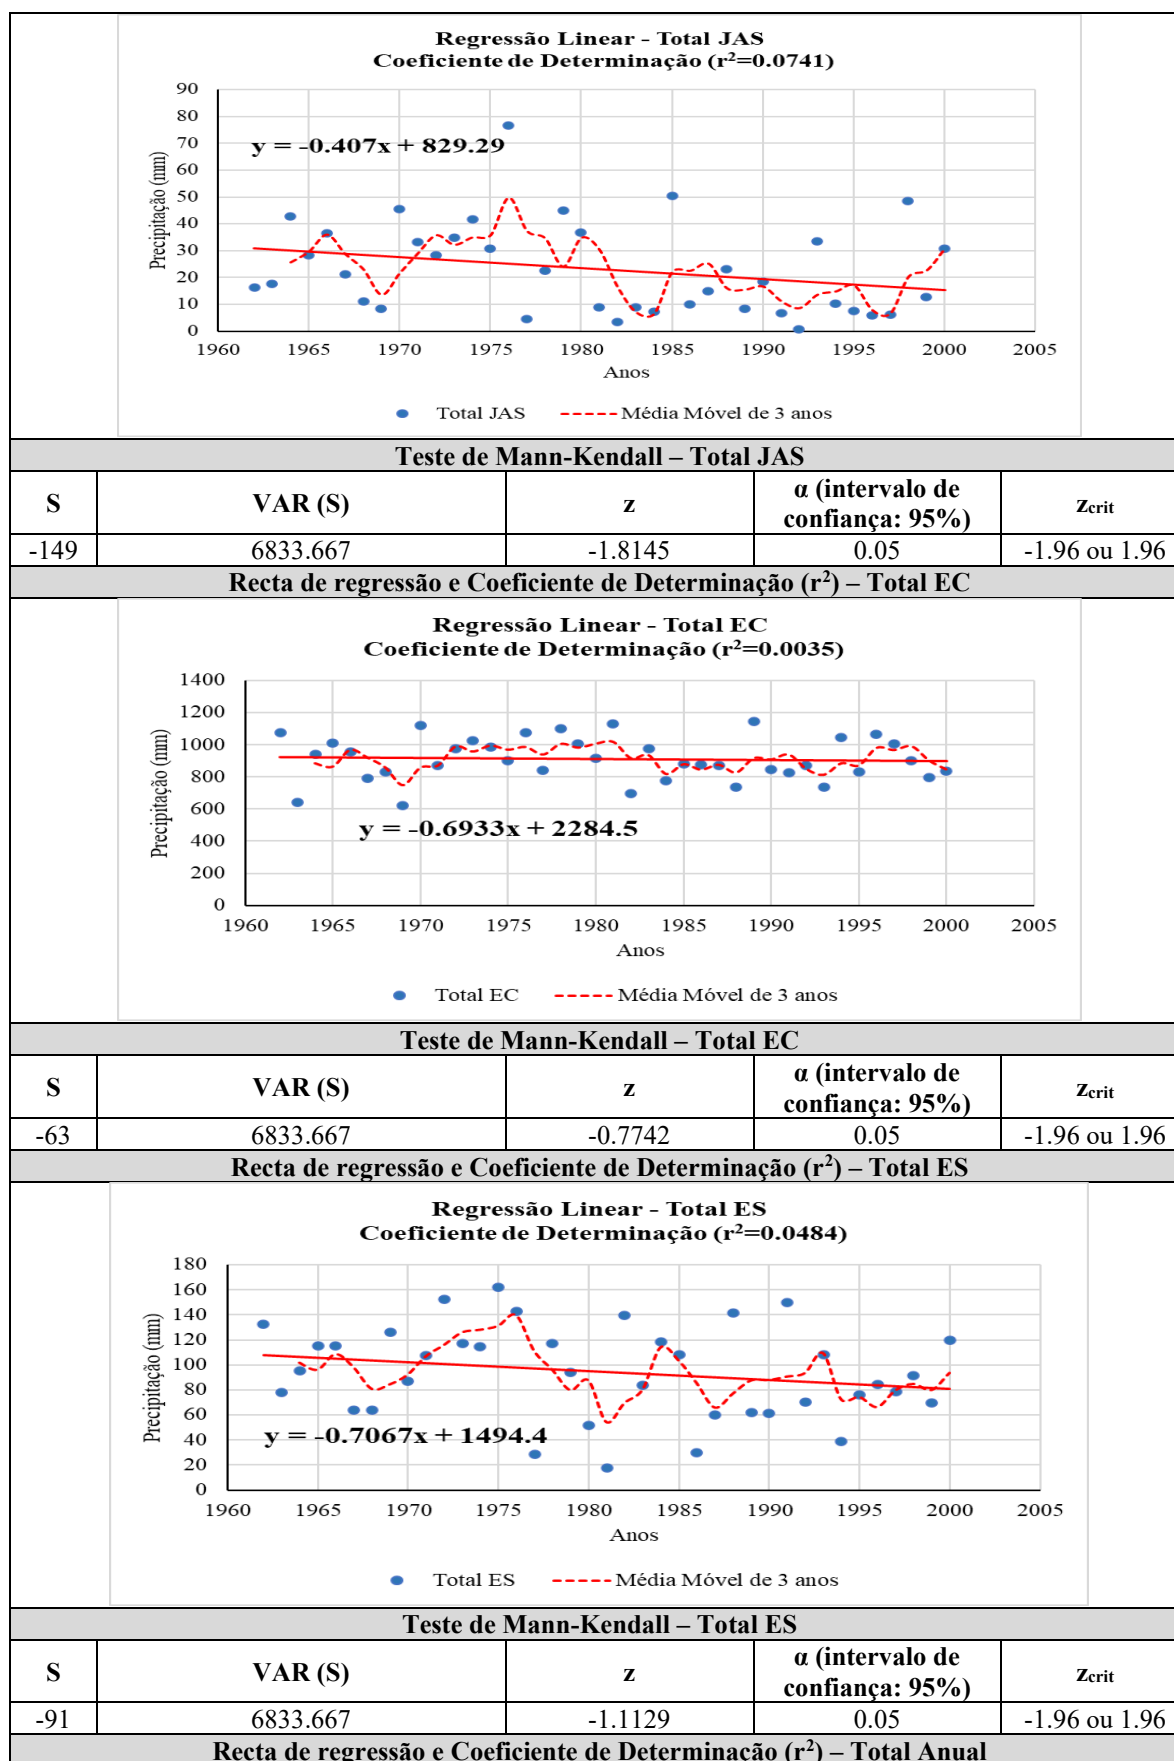 Regressão Linear - Total JAS
Coeficiente de Determinação (r²=0.0741)
90
80
70
60
50
40
30
20
10
0
Precipitação (mm)
y = -0.407x + 829.29
1960 1965 1970 1975 1980 1985 1990 1995 2000 2005
Anos
Total JAS Média Móvel de 3 anos
Teste de Mann-Kendall – Total JAS
S VAR (S) z α (intervalo de confiança: 95%) zcrit
-149 6833.667 -1.8145 0.05 -1.96 ou 1.96
Recta de regressão e Coeficiente de Determinação (r²) – Total EC
Regressão Linear - Total EC
Coeficiente de Determinação (r²=0.0035)
1400
1200
1000
800
600
400
200
0
Precipitação (mm)
y = -0.6933x + 2284.5
1960 1965 1970 1975 1980 1985 1990 1995 2000 2005
Anos
Total EC Média Móvel de 3 anos
Teste de Mann-Kendall – Total EC
S VAR (S) z α (intervalo de confiança: 95%) zcrit
-63 6833.667 -0.7742 0.05 -1.96 ou 1.96
Recta de regressão e Coeficiente de Determinação (r²) – Total ES
Regressão Linear - Total ES
Coeficiente de Determinação (r²=0.0484)
180
160
140
120
100
80
60
40
20
0
Precipitação (mm)
y = -0.7067x + 1494.4
1960 1965 1970 1975 1980 1985 1990 1995 2000 2005
Anos
Total ES Média Móvel de 3 anos
Teste de Mann-Kendall – Total ES
S VAR (S) z α (intervalo de confiança: 95%) zcrit
-91 6833.667 -1.1129 0.05 -1.96 ou 1.96
Recta de regressão e Coeficiente de Determinação (r²) – Total Anual